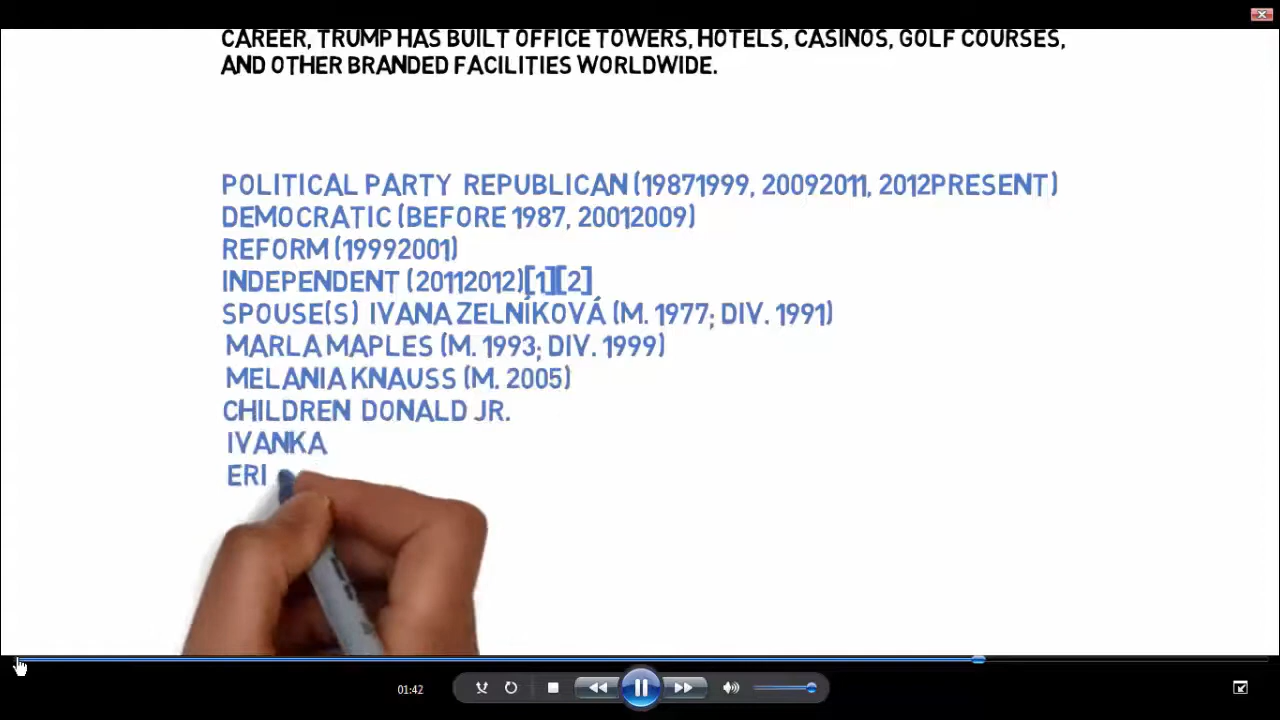 CAREER, TRUMP HAS BUILT OFFICE TOWERS, HOTELS, CASINOS, GOLF COURSES,
AND OTHER BRANDED FACILITIES WORLDWIDE.
POLITICAL PARTY REPUBLICAN (19871999, 20092011, 2012PRESENT)
DEMOCRATIC (BEFORE 1987, 20012009)
REFORM (19992001)
INDEPENDENT (20112012)[1][2]
SPOUSE(S) IVANA ZELNÍKOVÁ (M. 1977; DIV. 1991)
MARLA MAPLES (M. 1993; DIV. 1999)
MELANIA KNAUSS (M. 2005)
CHILDREN DONALD JR.
IVANKA
ERI
01:42